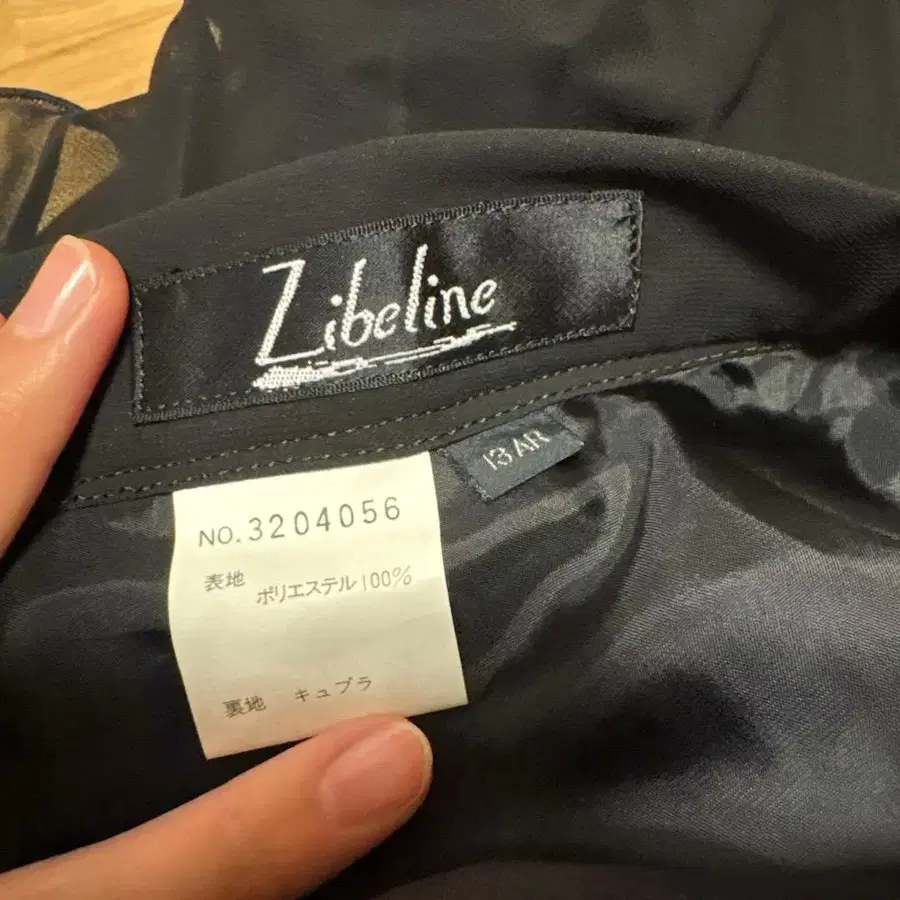 Zibeline
13AR
NO.3204056
表地
ポリエステル100%
裏地 キュプラ